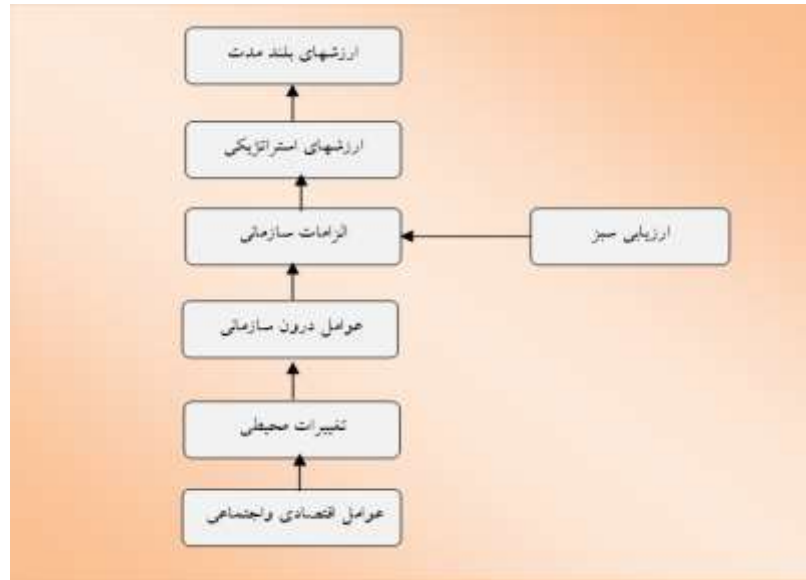 ارزشهای بلند مدت
ارزشهای استراتژیکی
الزامات سازمانی
ارزیابی سبز
عوامل درون سازمانی
تغییرات محیطی
عوامل اقتصادی واجتماعی